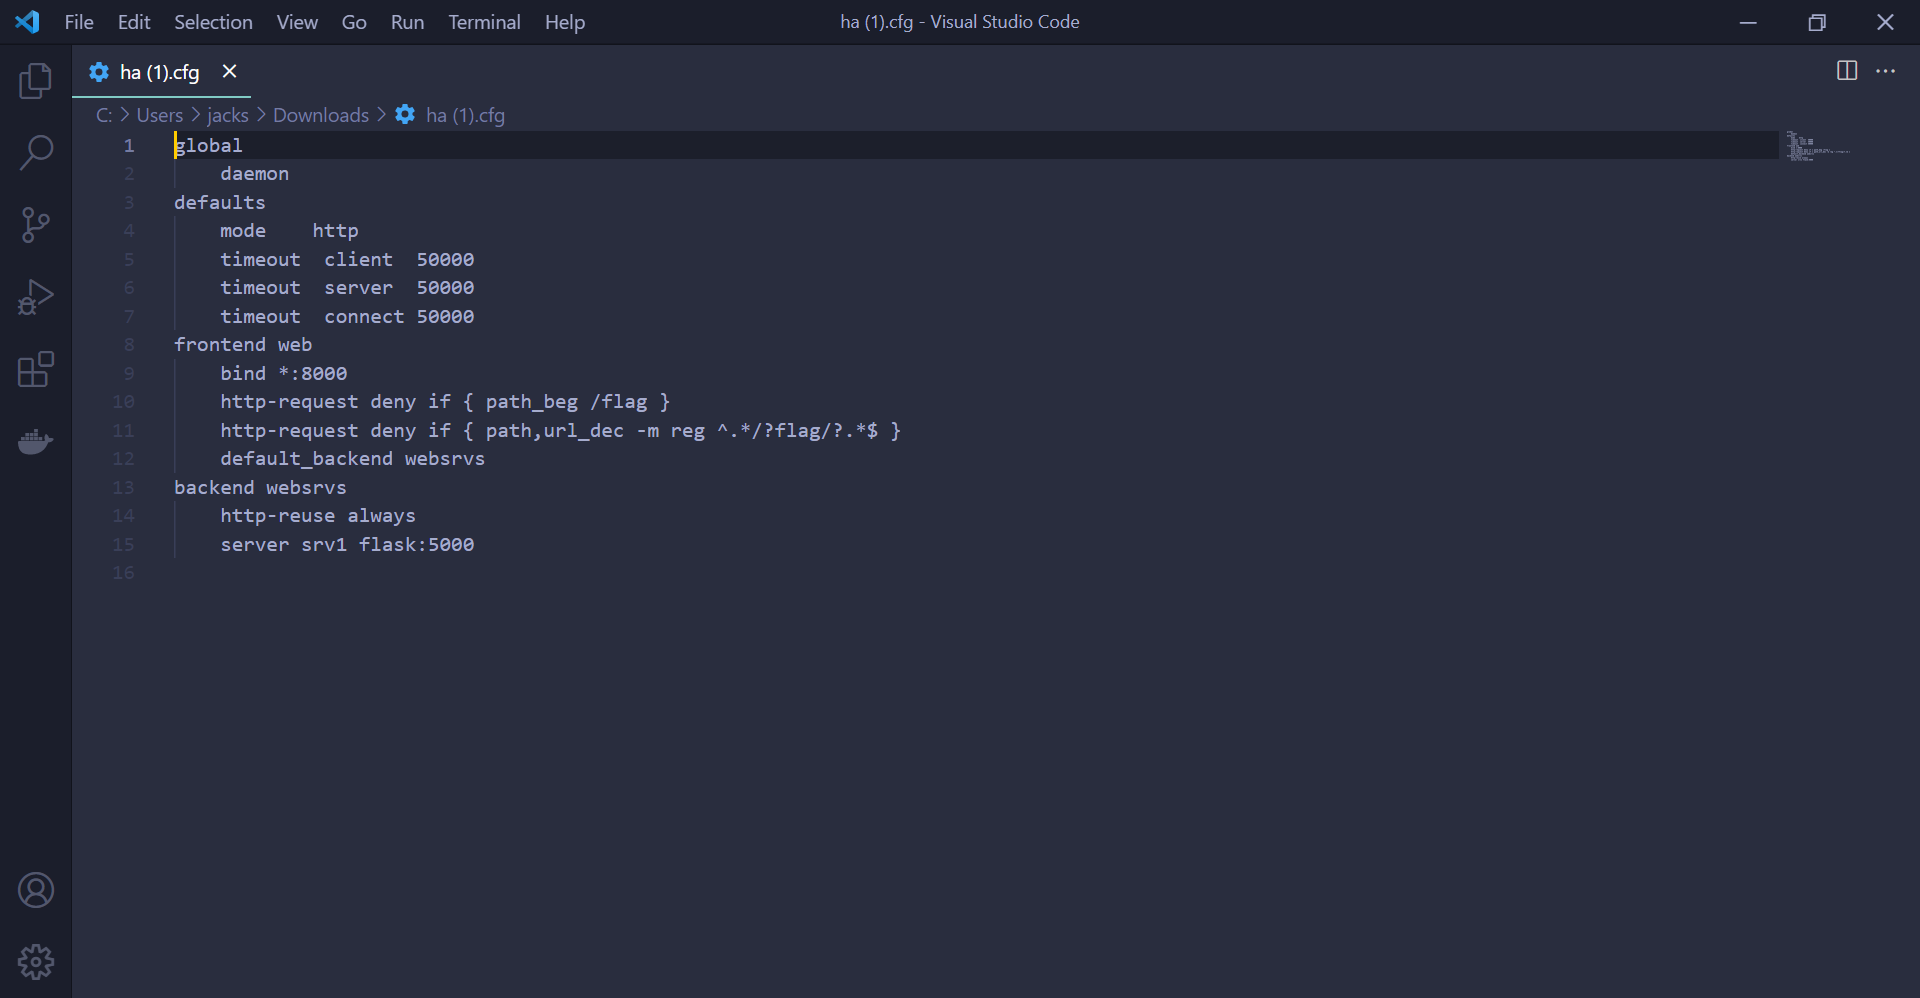 File Edit Selection View Go Run Terminal Help ha (1).cfg - Visual Studio Code
ha (1).cfg
C: > Users > jacks > Downloads > ha (1).cfg
1 global
2     daemon
3 defaults
4     mode    http
5     timeout  client  50000
6     timeout  server  50000
7     timeout  connect 50000
8 frontend web
9     bind *:8000
10     http-request deny if { path_beg /flag }
11     http-request deny if { path,url_dec -m reg ^.*/?flag/?.*$ }
12     default_backend websrvs
13 backend websrvs
14     http-reuse always
15     server srv1 flask:5000
16